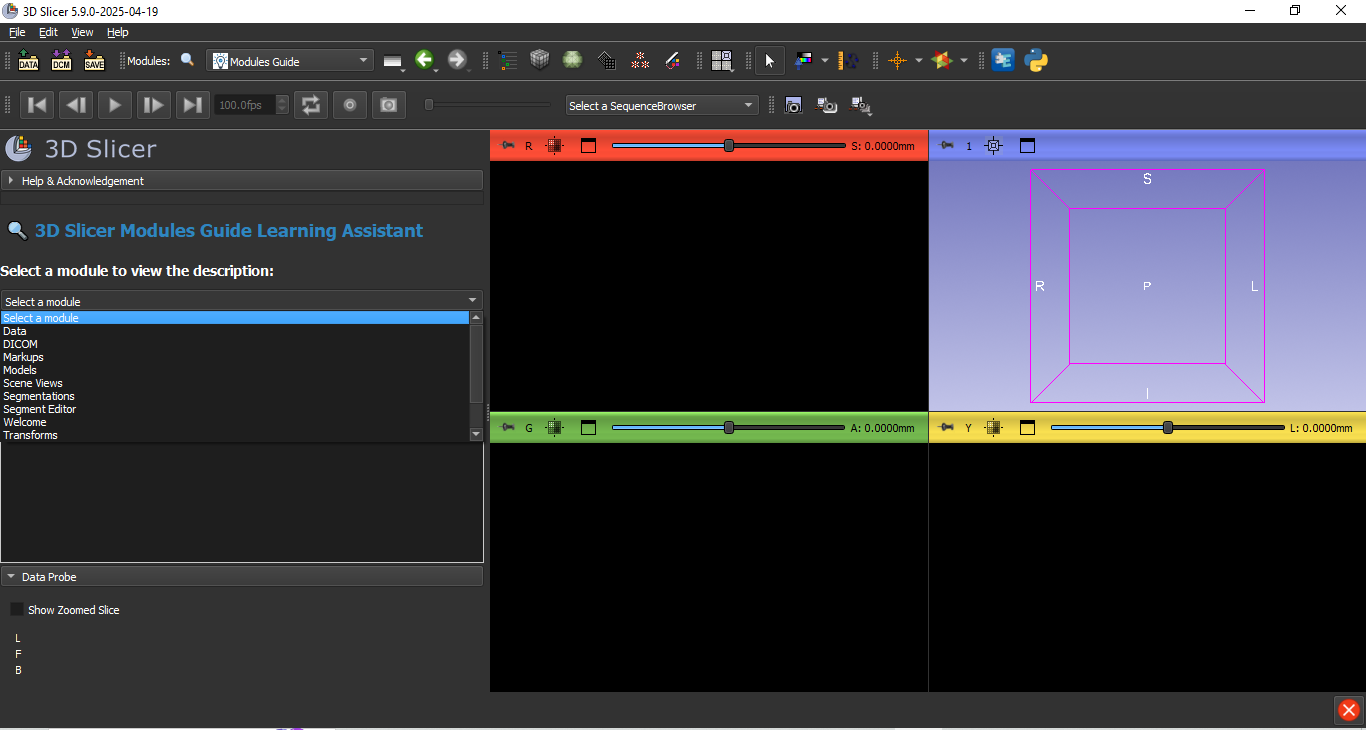 3D Slicer 5.9.0-2025-04-19
File Edit View Help
DATA DCM SAVE Modules: Modules Guide
100.0fps Select a SequenceBrowser
3D Slicer
Help & Acknowledgement
3D Slicer Modules Guide Learning Assistant
Select a module to view the description:
Select a module
Select a module
Data
DICOM
Markups
Models
Scene Views
Segmentations
Segment Editor
Welcome
Transforms
Data Probe
Show Zoomed Slice
L
F
B
R S: 0.0000mm
1
S
R P L
I
G A: 0.0000mm
Y L: 0.0000mm